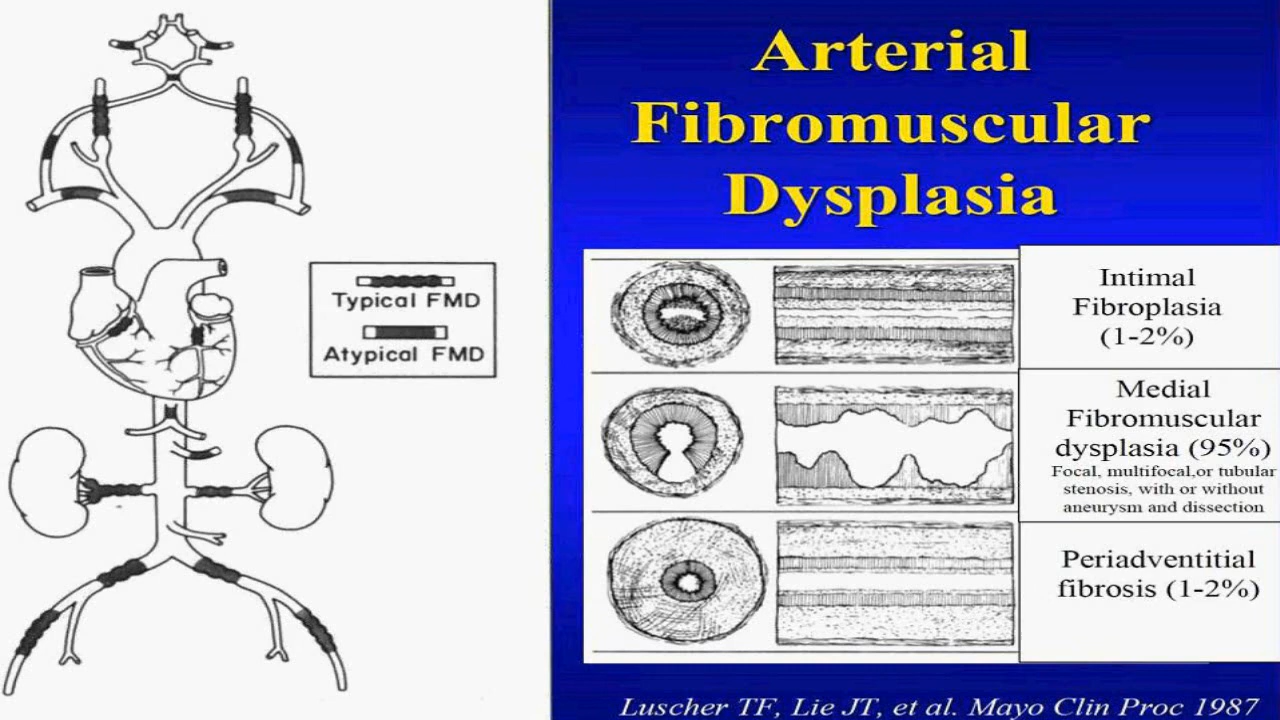 Typical FMD
Atypical FMD
Arterial
Fibromuscular
Dysplasia
Intimal
Fibroplasia
(1-2%)
Medial
Fibromuscular
dysplasia (95%)
Focal, multifocal,or tubular
stenosis, with or without
aneurysm and dissection
Periadventitial
fibrosis (1-2%)
Luscher TF, Lie JT, et al. Mayo Clin Proc 1987